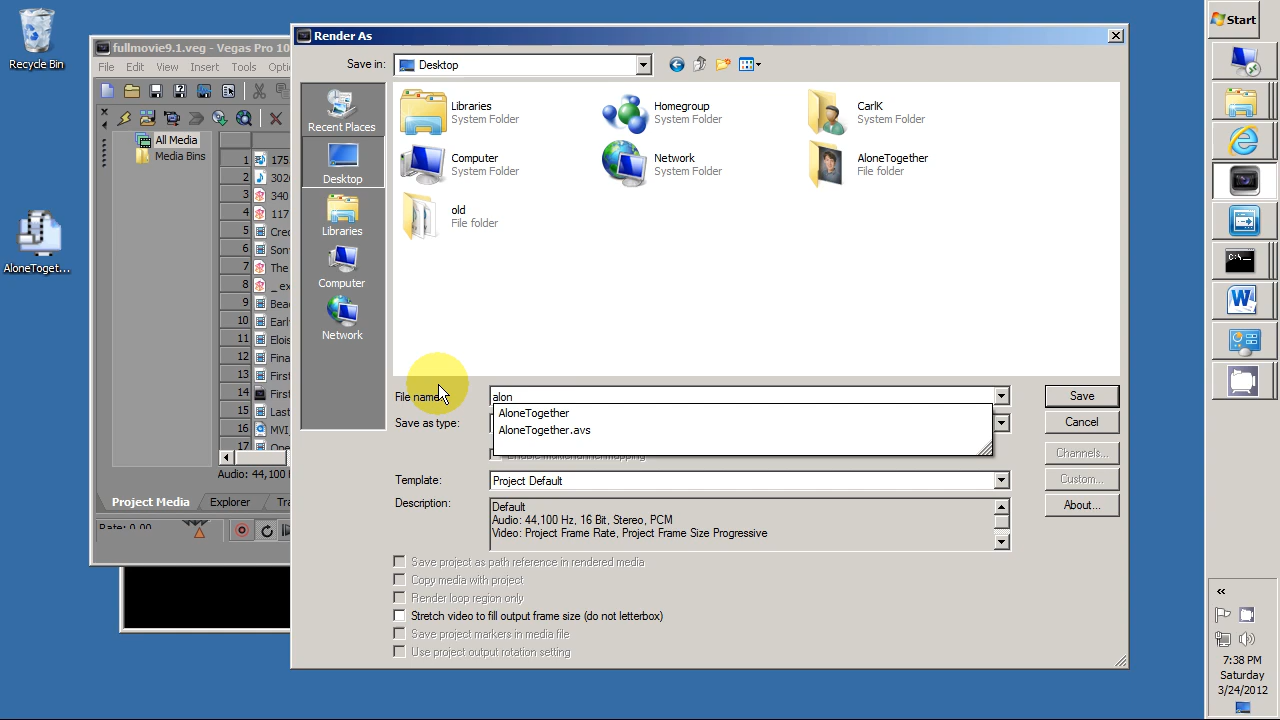 Recycle Bin
AloneToget...
fullmovie9.1.veg - Vegas Pro 10
File Edit View Insert Tools Opti
All Media
Media Bins
1 175
2 302
3 340
4 117
5 Cred
6 Son
7 The
8 _ex
9 Bea
10 Earl
11 Elois
12 Fina
13 First
14 First
15 Last
16 MVI
17 One
Audio: 44,100
Project Media Explorer Tra
Rate: 0.00
Render As
Save in: Desktop
Recent Places
Desktop
Libraries
Computer
Network
Libraries
System Folder
Homegroup
System Folder
CarlK
System Folder
Computer
System Folder
Network
System Folder
AloneTogether
File folder
old
File folder
File name: alon
Save
AloneTogether
AloneTogether.avs
Save as type:
Cancel
Enable multichannel mapping
Channels...
Template: Project Default
Custom...
Description: Default
Audio: 44,100 Hz, 16 Bit, Stereo, PCM
Video: Project Frame Rate, Project Frame Size Progressive
About...
Save project as path reference in rendered media
Copy media with project
Render loop region only
Stretch video to fill output frame size (do not letterbox)
Save project markers in media file
Use project output rotation setting
Start
7:38 PM
Saturday
3/24/2012